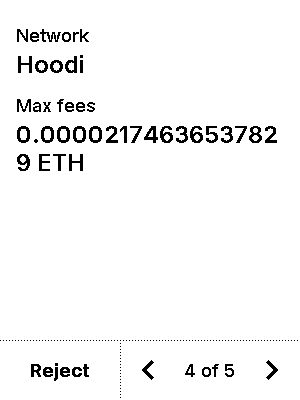 Network
Hoodi
Max fees
0.0000217463653782
9 ETH
Reject
4 of 5